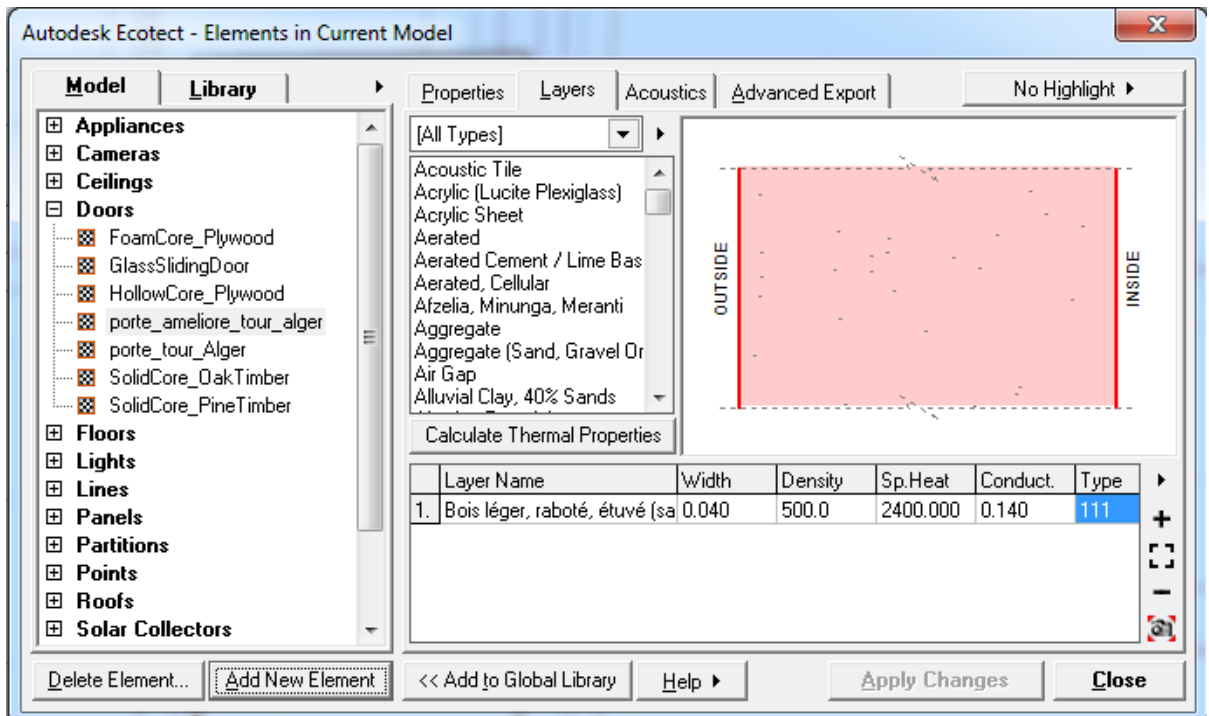 Autodesk Ecotect - Elements in Current Model
Model Library
Appliances
Cameras
Ceilings
Doors
FoamCore_Plywood
GlassSlidingDoor
HollowCore_Plywood
porte_ameliore_tour_alger
porte_tour_Alger
SolidCore_OakTimber
SolidCore_PineTimber
Floors
Lights
Lines
Panels
Partitions
Points
Roofs
Solar Collectors
Delete Element...
Add New Element
Properties Layers Acoustics Advanced Export
No Highlight
[All Types]
Acoustic Tile
Acrylic (Lucite Plexiglass)
Acrylic Sheet
Aerated
Aerated Cement / Lime Bas
Aerated, Cellular
Afzelia, Minunga, Meranti
Aggregate
Aggregate (Sand, Gravel Or
Air Gap
Alluvial Clay, 40% Sands
Calculate Thermal Properties
OUTSIDE
INSIDE
Layer Name Width Density Sp.Heat Conduct. Type
1. Bois léger, raboté, étuvé (sa 0.040 500.0 2400.000 0.140 111
<< Add to Global Library
Help
Apply Changes
Close